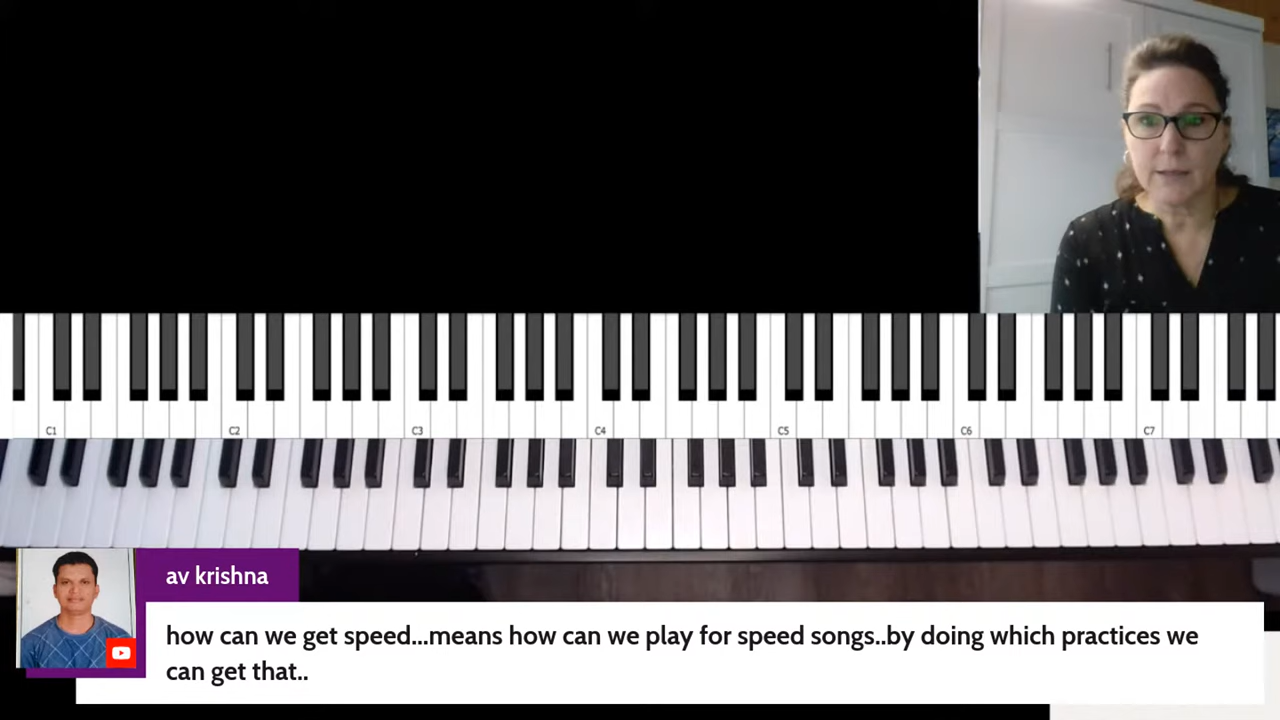 C1 C2 C3 C4 C5 C6 C7
av krishna
how can we get speed...means how can we play for speed songs..by doing which practices we
can get that..